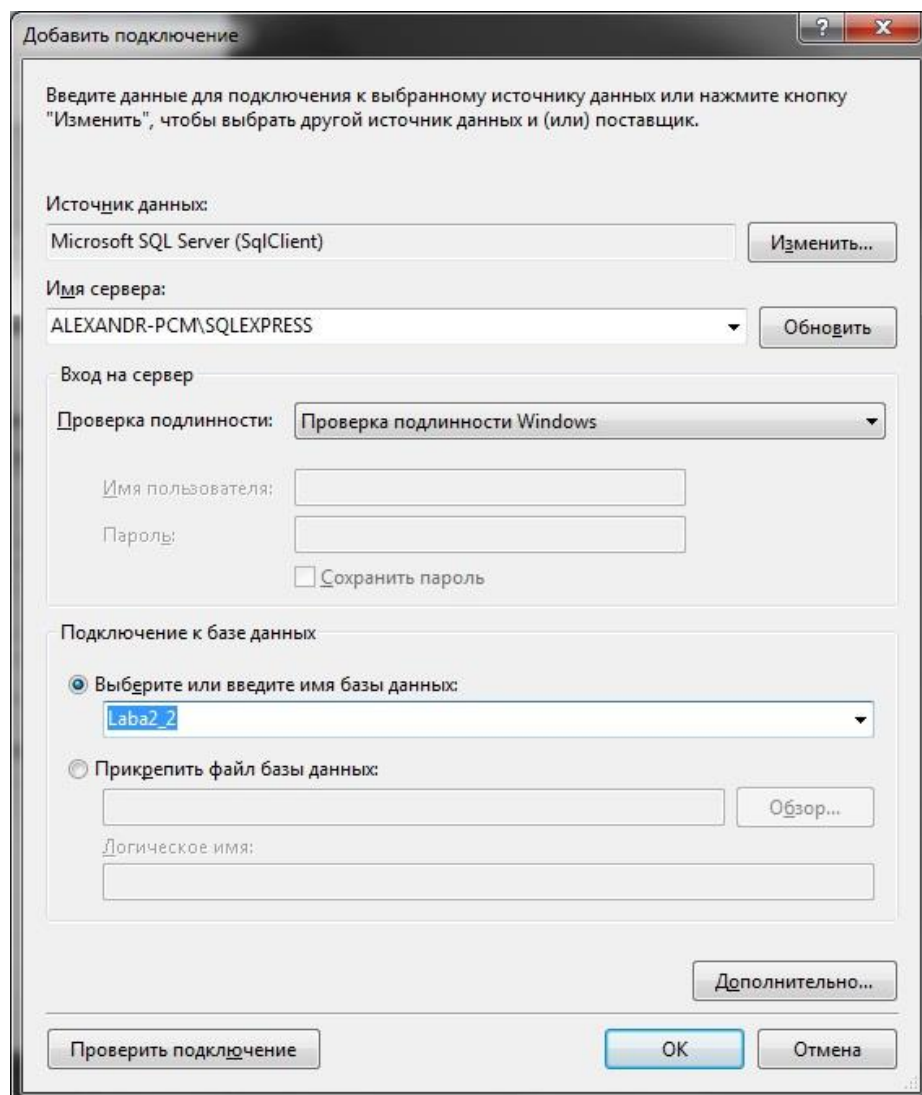 Добавить подключение
?
Введите данные для подключения к выбранному источнику данных или нажмите кнопку
"Изменить", чтобы выбрать другой источник данных и (или) поставщик.
Источник данных:
Microsoft SQL Server (SqlClient)
Изменить...
Имя сервера:
ALEXANDR-PCM\SQLEXPRESS
Обновить
Вход на сервер
Проверка подлинности:
Проверка подлинности Windows
Имя пользователя:
Пароль:
Сохранить пароль
Подключение к базе данных
Выберите или введите имя базы данных:
Laba2_2
Прикрепить файл базы данных:
Обзор...
Логическое имя:
Дополнительно...
Проверить подключение
ОК
Отмена